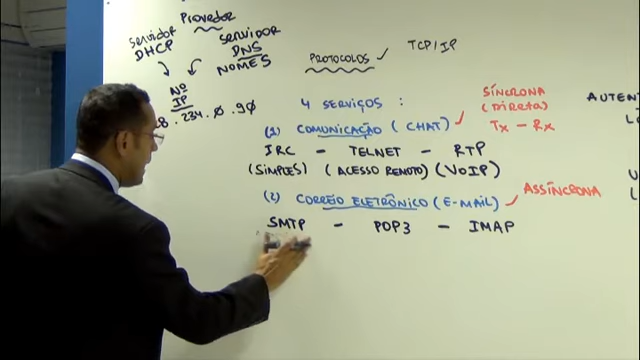 Provedor
Servidor DHCP
Servidor DNS
NOMES
Nº IP
8.234.0.90
PROTOCOLOS ✓ TCP/IP
4 SERVIÇOS :
SÍNCRONA
(DIRETA)
Tx - Rx
(1) COMUNICAÇÃO (CHAT) ✓
IRC - TELNET - RTP
(SIMPLES) (ACESSO REMOTO) (VOIP)
(2) CORREIO ELETRÔNICO (E-MAIL) ✓ ASSÍNCRONA
SMTP - POP3 - IMAP
AUTENT